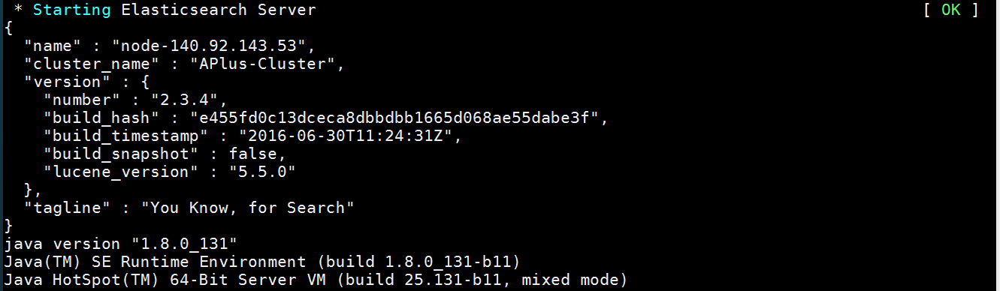 * Starting Elasticsearch Server [ OK ]
{
"name" : "node-140.92.143.53",
"cluster_name" : "APlus-Cluster",
"version" : {
"number" : "2.3.4",
"build_hash" : "e455fd0c13dceca8dbbdbb1665d068ae55dabe3f",
"build_timestamp" : "2016-06-30T11:24:31Z",
"build_snapshot" : false,
"lucene_version" : "5.5.0"
},
"tagline" : "You Know, for Search"
}
java version "1.8.0_131"
Java(TM) SE Runtime Environment (build 1.8.0_131-b11)
Java HotSpot(TM) 64-Bit Server VM (build 25.131-b11, mixed mode)